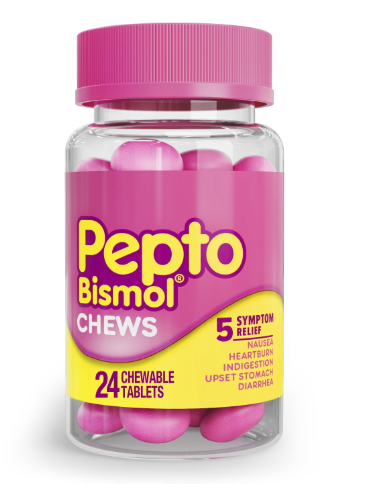 Pepto
Bismol®
CHEWS
24 CHEWABLE
TABLETS
5 SYMPTOM
RELIEF
NAUSEA
HEARTBURN
INDIGESTION
UPSET STOMACH
DIARRHEA